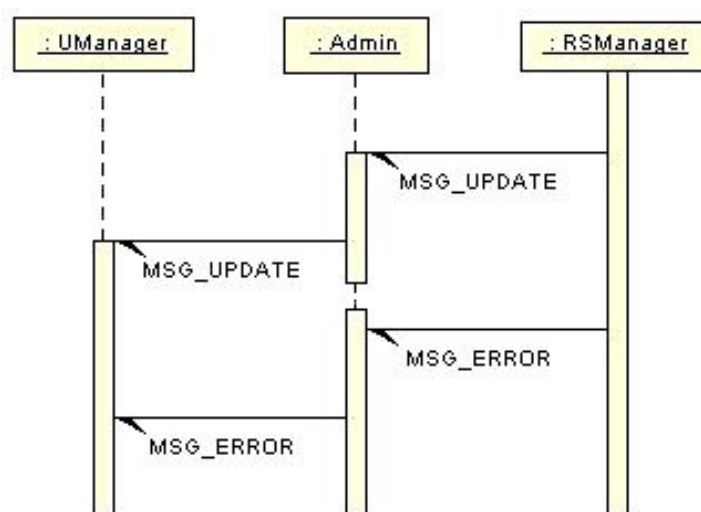 : UManager
: Admin
: RSManager
MSG_UPDATE
MSG_UPDATE
MSG_ERROR
MSG_ERROR